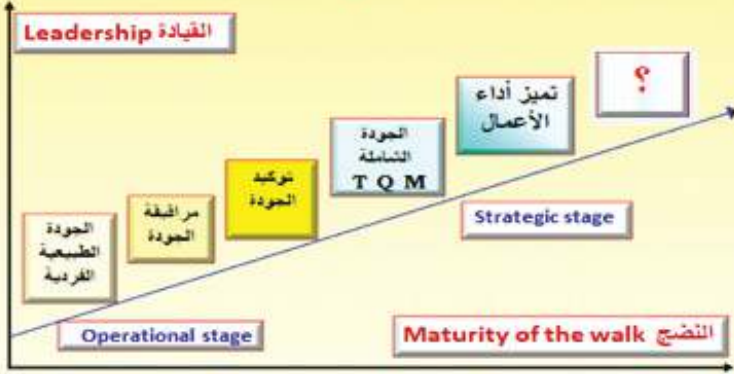 Leadership القيادة
؟
تميز أداء
الأعمال
الجودة
الشاملة
T Q M
توكيد
الجودة
مراقبة
الجودة
الجودة
الطبيعية
الفردية
Strategic stage
Operational stage
Maturity of the walk النضج